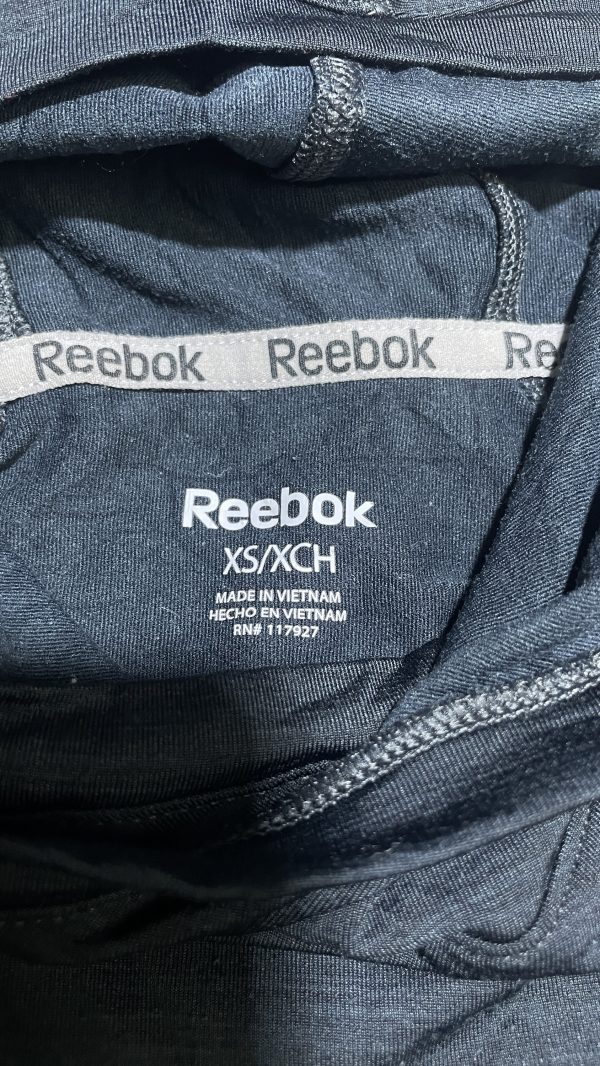 Reebok Reebok Re
Reebok
XS/XCH
MADE IN VIETNAM
HECHO EN VIETNAM
RN# 117927